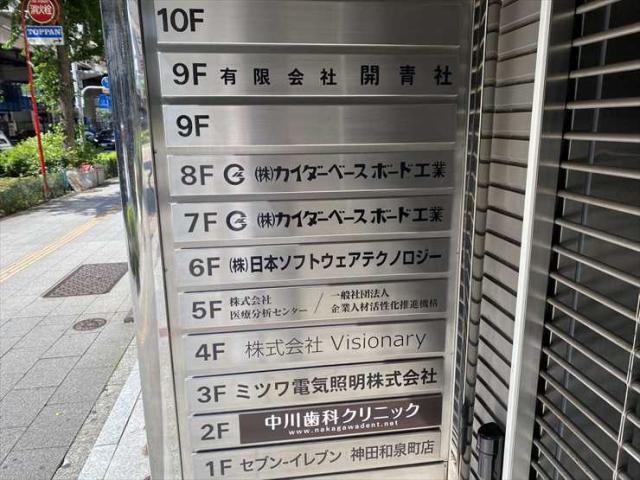 消火栓
TOPPAN
10F
9F 有限会社 開青社
9F
8F (株)カイダーベースボード工業
7F (株)カイダーベースボード工業
6F (株)日本ソフトウェアテクノロジー
5F 株式会社医療分析センター / 一般社団法人企業人材活性化推進機構
4F 株式会社 Visionary
3F ミツワ電気照明株式会社
2F 中川歯科クリニック
www.nakagawadent.net
1F セブン-イレブン 神田和泉町店